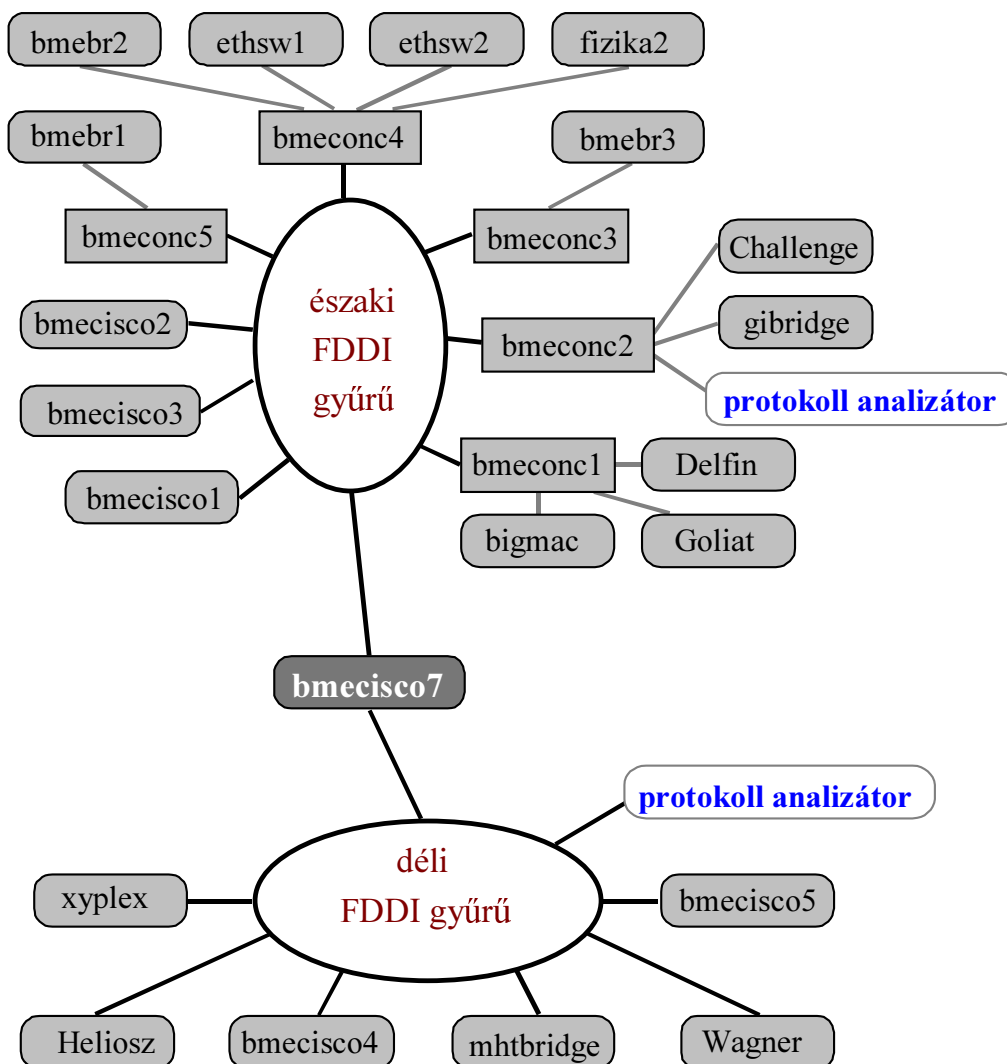 bmebr2
ethsw1
ethsw2
fizika2
bmebr1
bmeconc4
bmebr3
bmeconc5
bmeconc3
Challenge
északi
FDDI
gyűrű
bmecisco2
gibridge
bmeconc2
protokoll analizátor
bmecisco3
bmeconc1
Delfin
bmecisco1
bigmac
Goliat
bmecisco7
protokoll analizátor
déli
FDDI gyűrű
xyplex
bmecisco5
Heliosz
bmecisco4
mhtbridge
Wagner